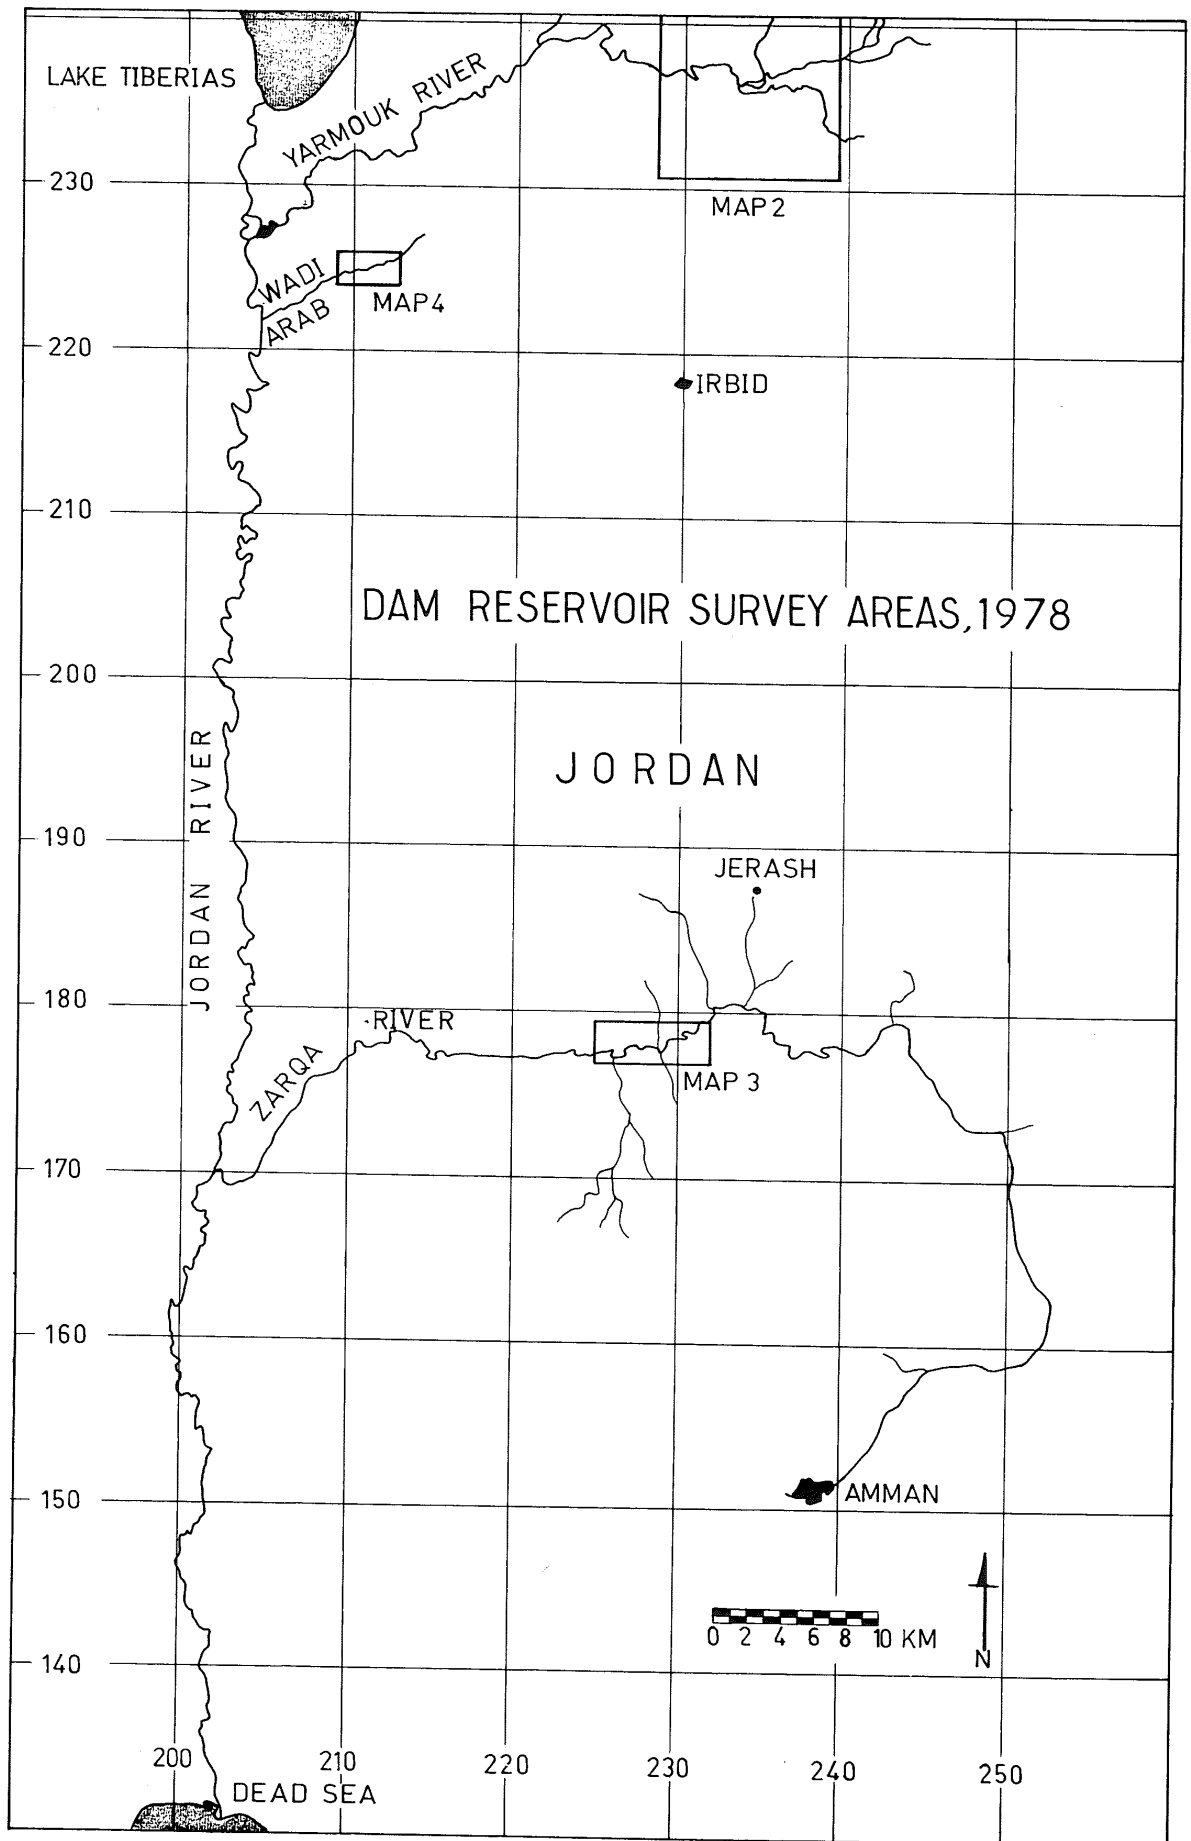 LAKE TIBERIAS
YARMOUK RIVER
230
MAP 2
WADI
ARAB
MAP 4
220
IRBID
210
DAM RESERVOIR SURVEY AREAS, 1978
200
JORDAN RIVER
JORDAN
190
JERASH
180
ZARQA RIVER
MAP 3
170
160
150
AMMAN
0 2 4 6 8 10 KM
N
140
200 210 220 230 240 250
DEAD SEA